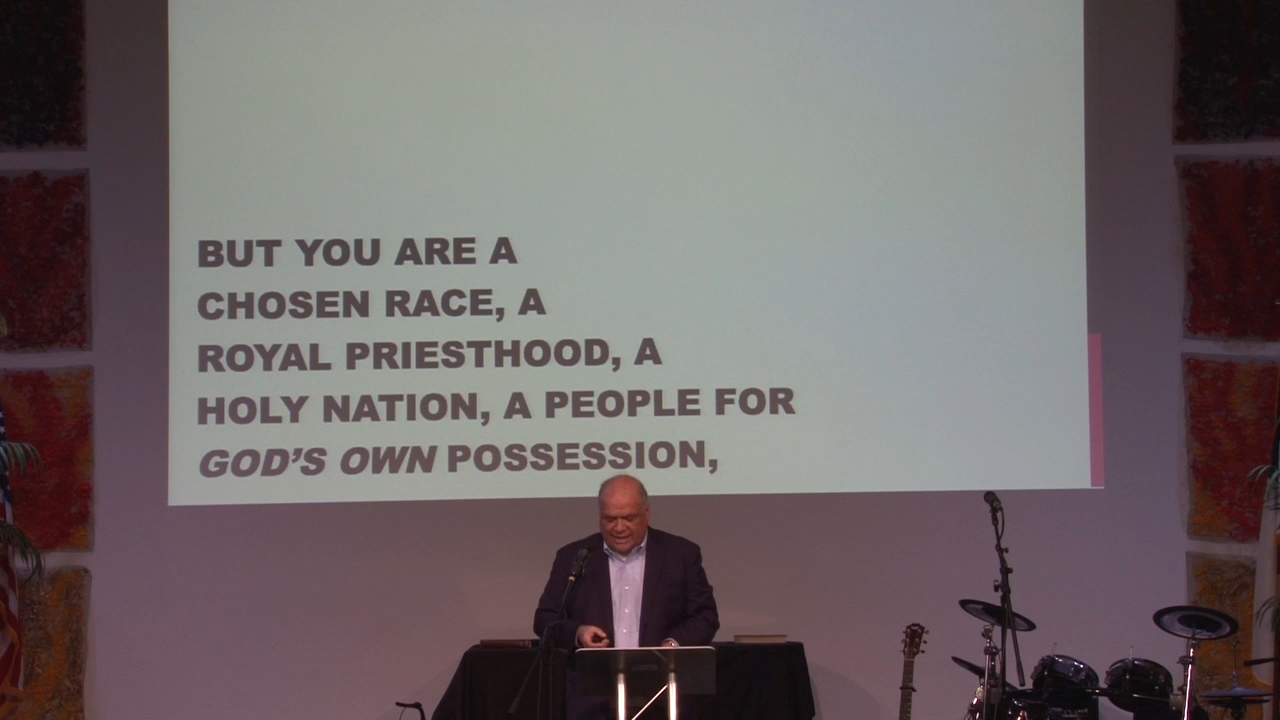 BUT YOU ARE A
CHOSEN RACE, A
ROYAL PRIESTHOOD, A
HOLY NATION, A PEOPLE FOR
GOD'S OWN POSSESSION,